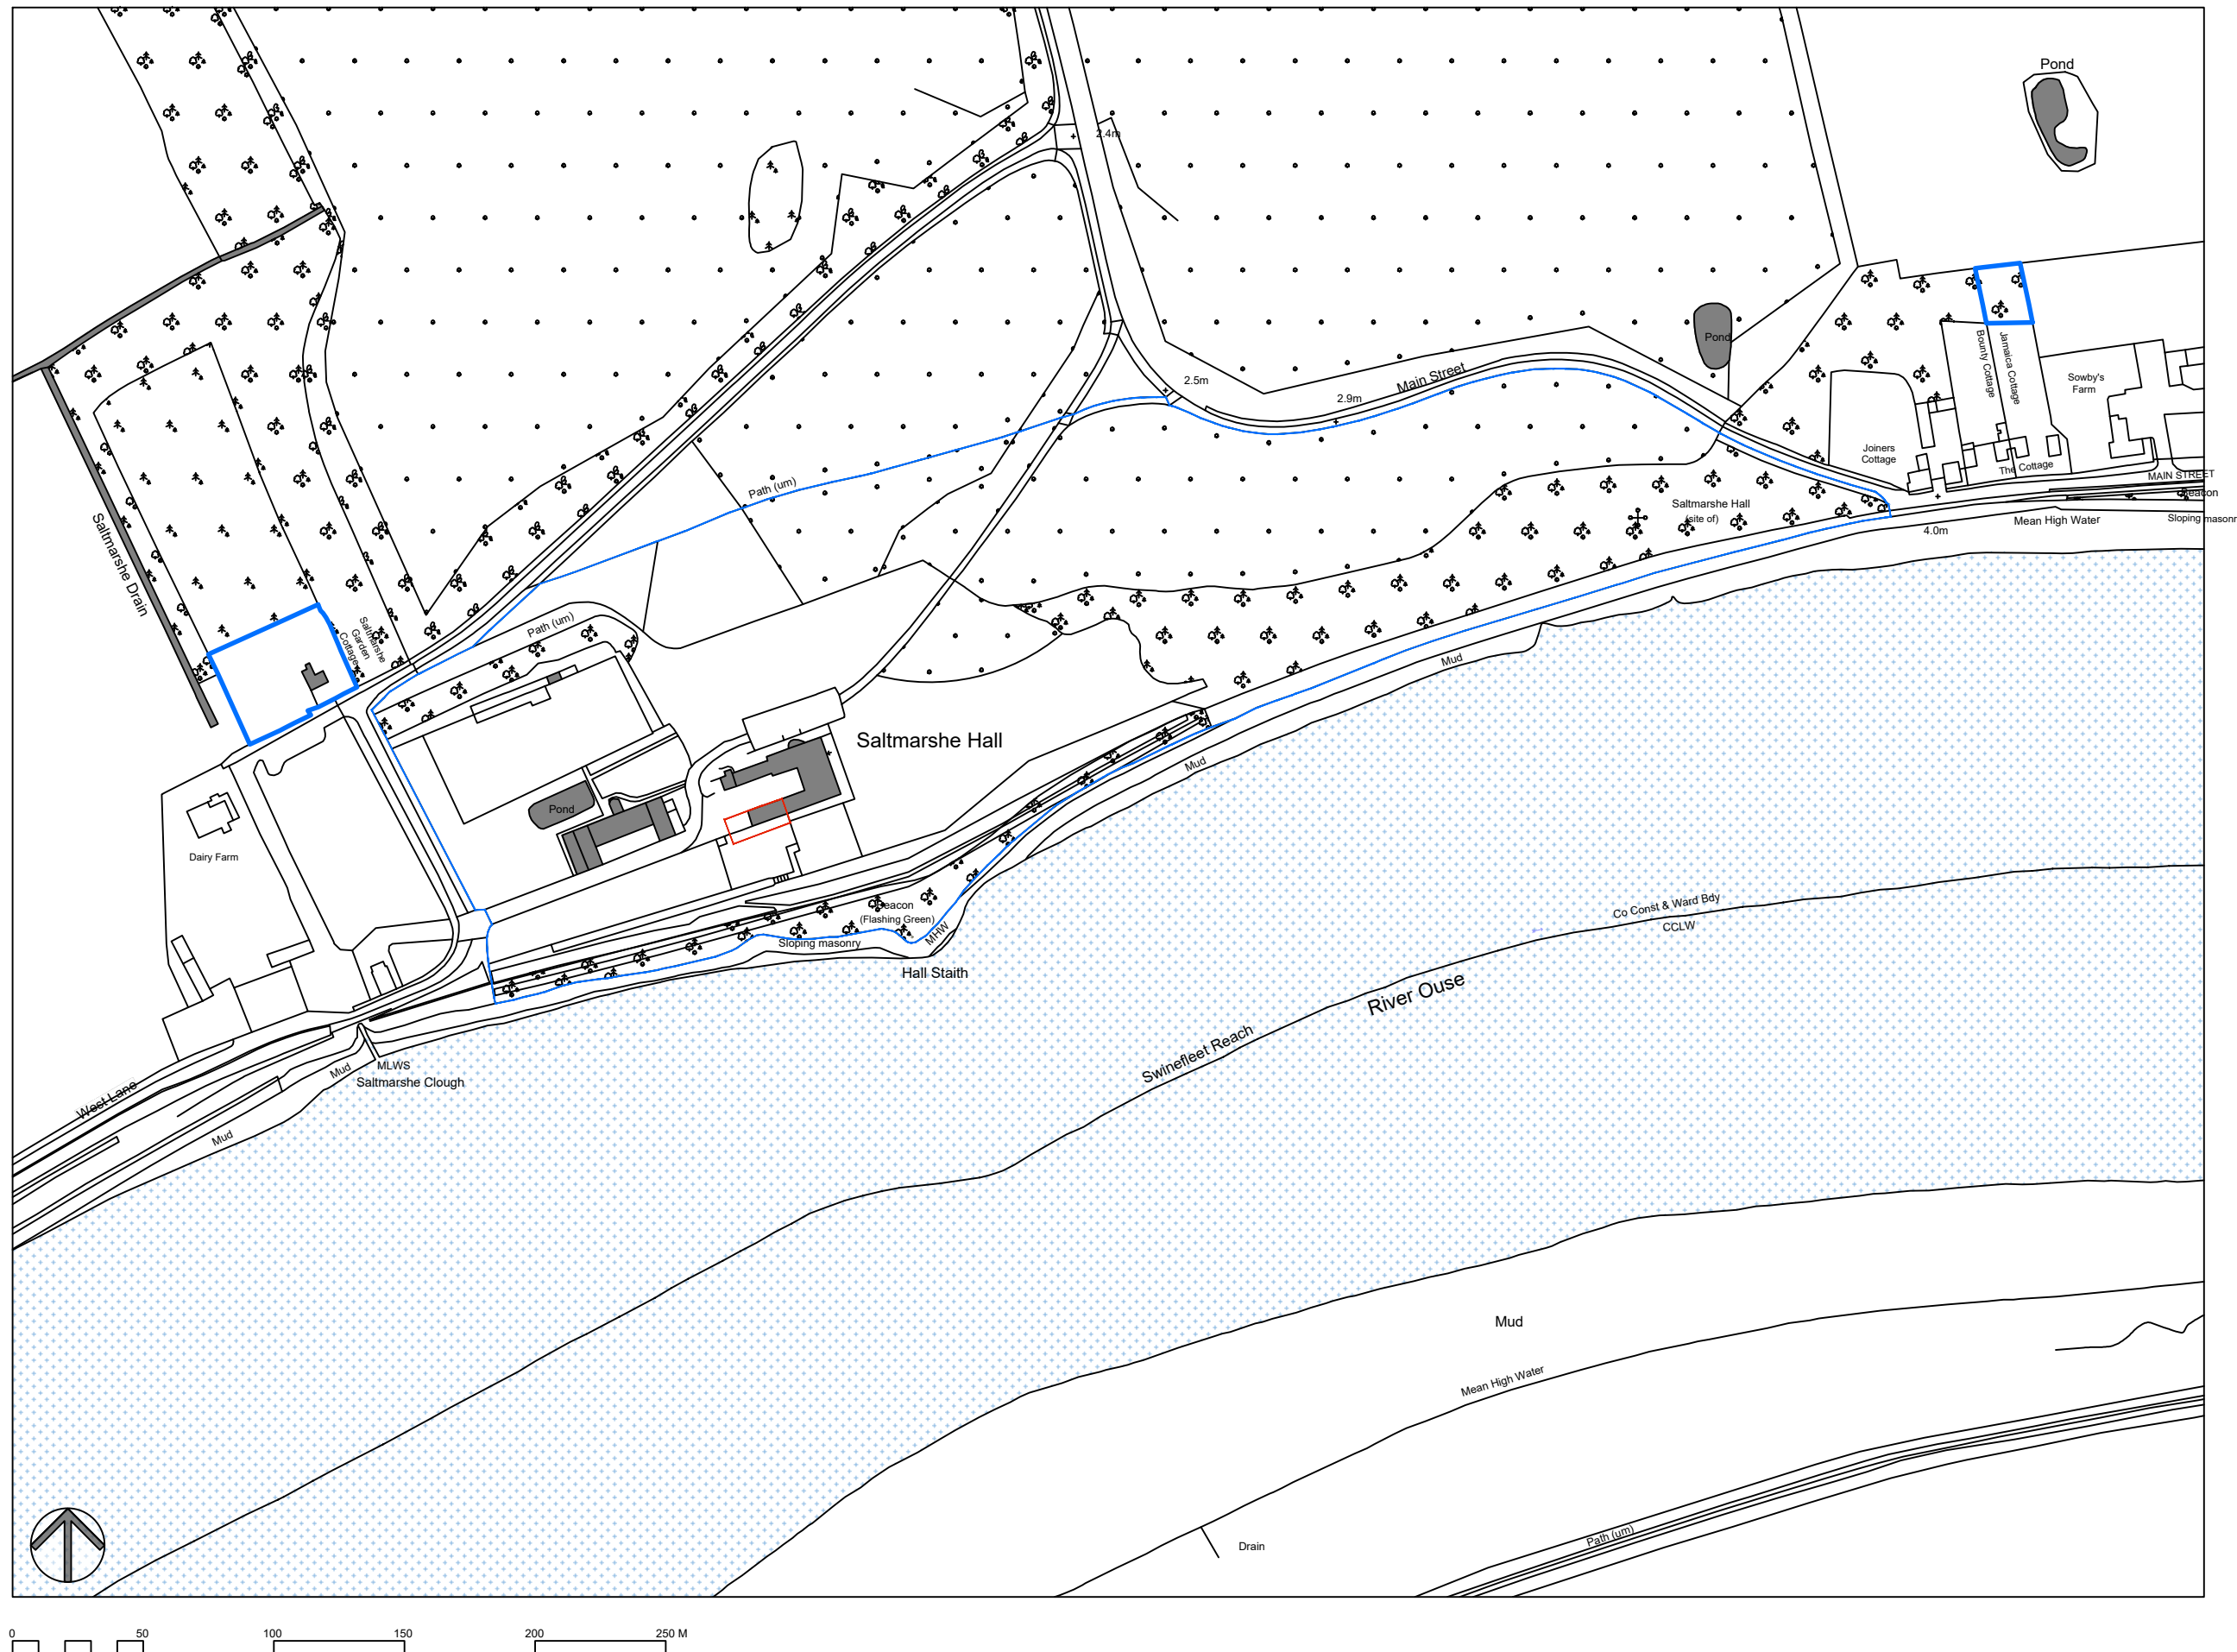 Pond
2.4m
2.5m
Main Street
2.9m
Pond
Bounty Cottage
Jamaica Cottage
Sowby's
Farm
Joiners
Cottage
The Cottage
MAIN STREET
Beacon
Saltmarshe Hall
(site of)
Mean High Water
Sloping masonr
4.0m
Path (um)
Saltmarshe Drain
Saltmarshe
Garden
Cottage
Path (um)
Mud
Saltmarshe Hall
Mud
Pond
Dairy Farm
Beacon
(Flashing Green)
MHW
Sloping masonry
Hall Staith
Co Const & Ward Bdy
CCLW
River Ouse
Swinefleet Reach
MLWS
Mud
Saltmarshe Clough
West Lane
Mud
Mud
Mean High Water
Path (um)
Drain
0 50 100 150 200 250 M